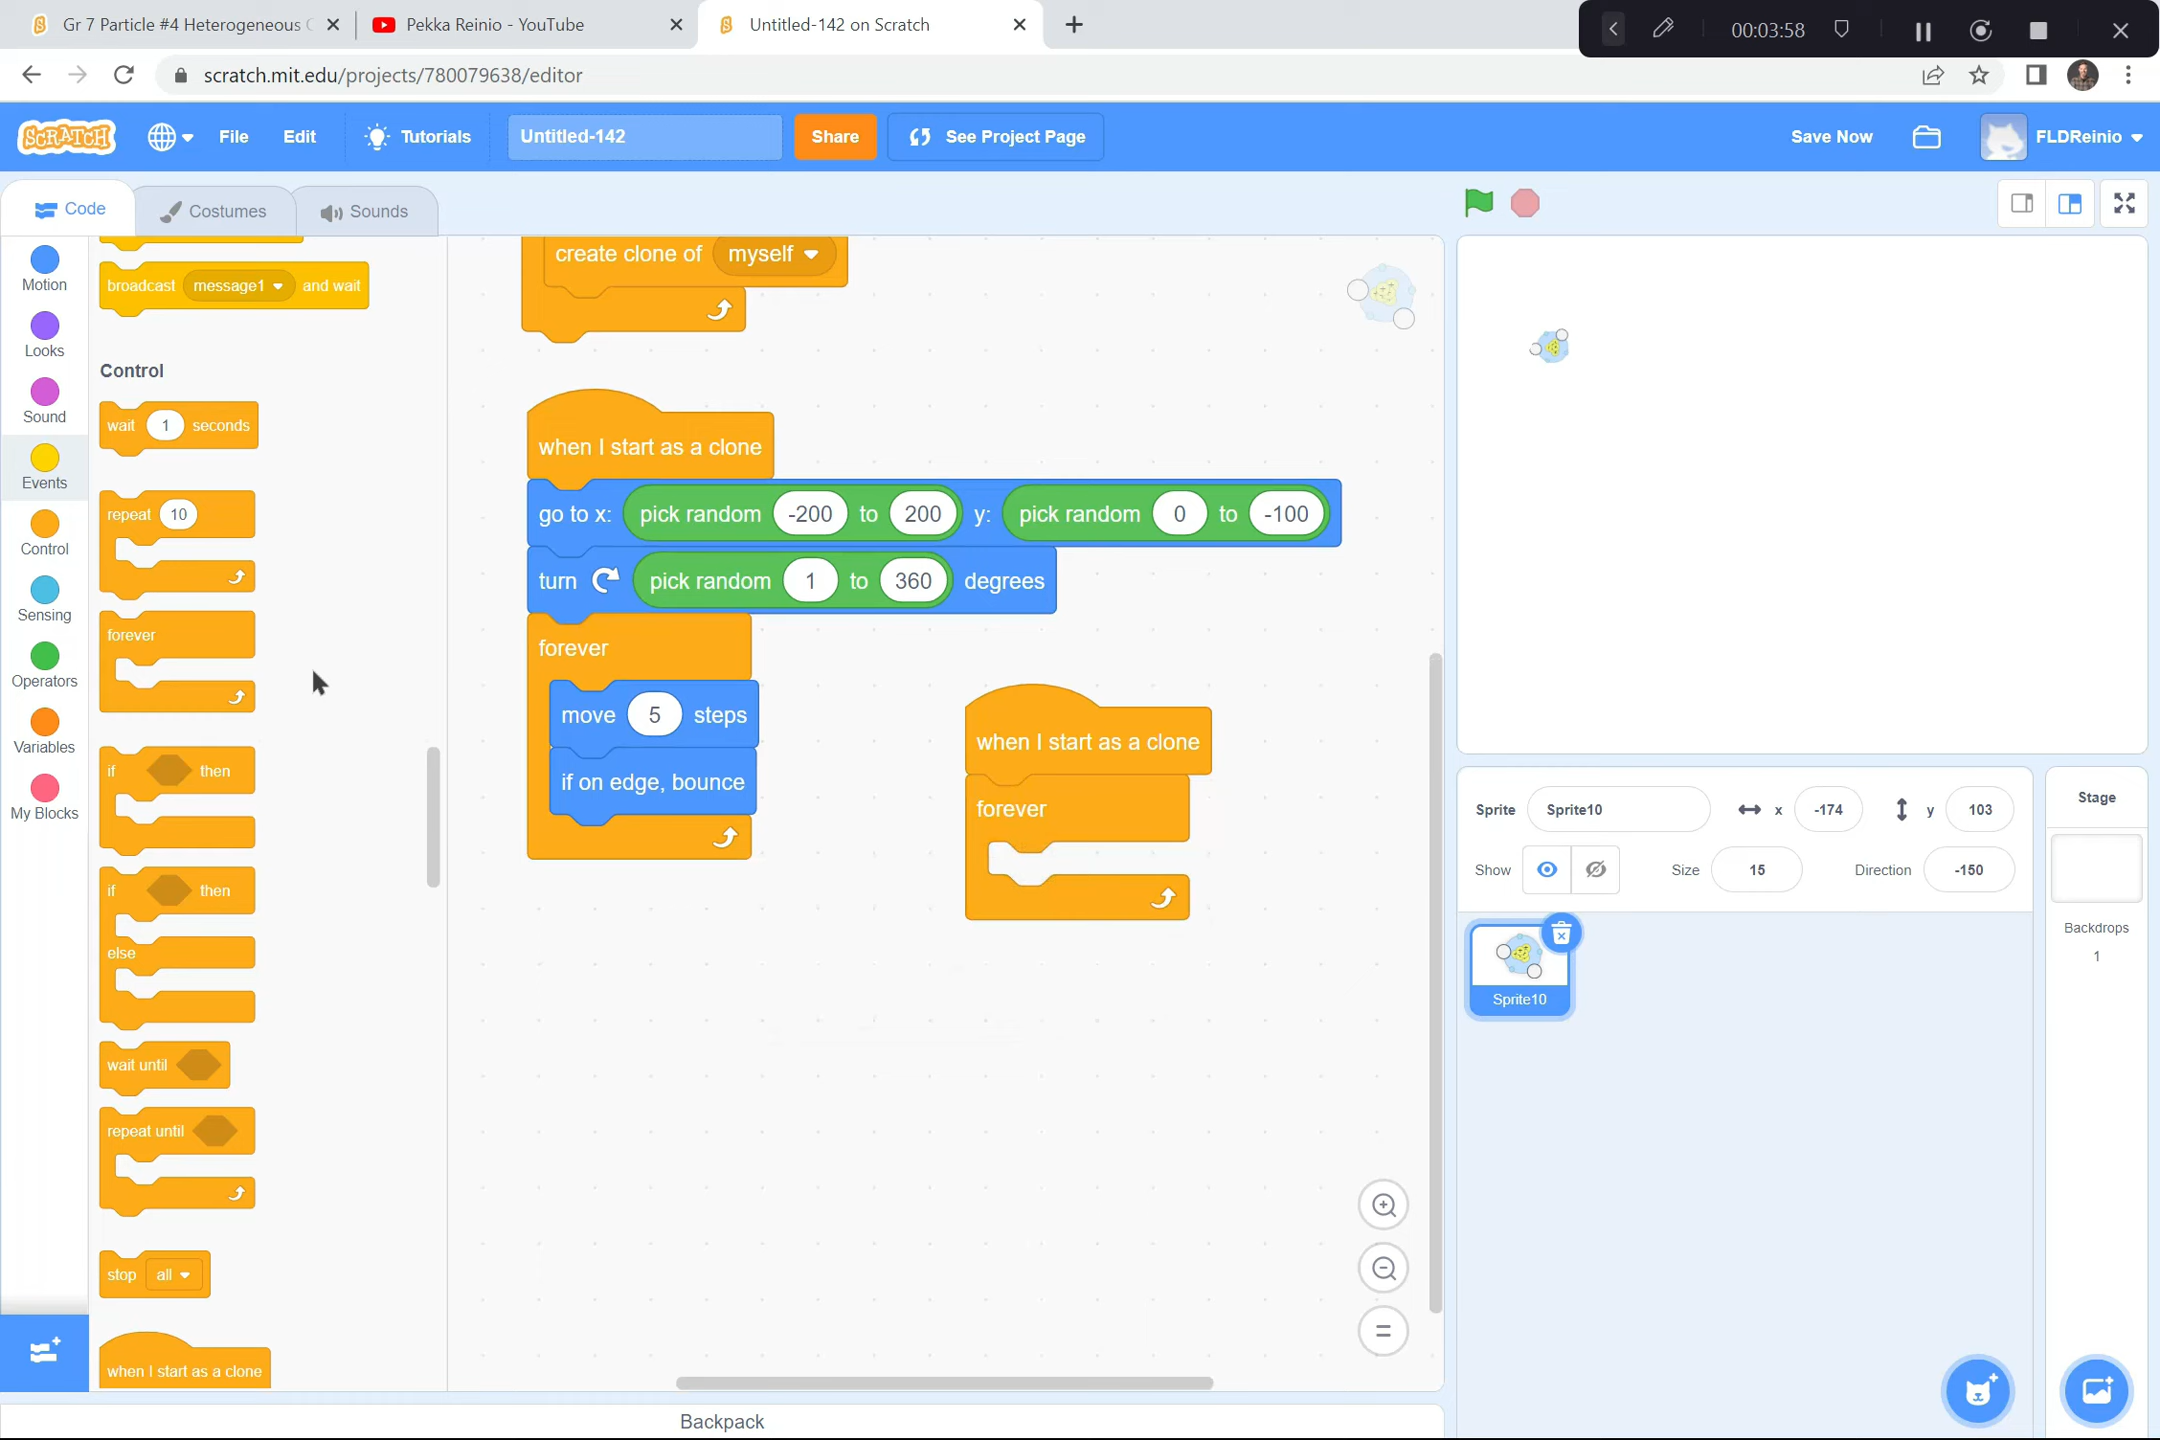 Gr 7 Particle #4 Heterogeneous
Pekka Reinio - YouTube
Untitled-142 on Scratch
00:03:58
scratch.mit.edu/projects/780079638/editor
SCRATCH
File
Edit
Tutorials
Untitled-142
Share
See Project Page
Save Now
FLDReinio
Code
Costumes
Sounds
Motion
Looks
Sound
Events
Control
Sensing
Operators
Variables
My Blocks
broadcast message1 and wait
Control
wait 1 seconds
repeat 10
forever
if then
if then
else
wait until
repeat until
stop all
when I start as a clone
create clone of myself
when I start as a clone
go to x: pick random -200 to 200 y: pick random 0 to -100
turn pick random 1 to 360 degrees
forever
move 5 steps
if on edge, bounce
when I start as a clone
forever
Sprite Sprite10 x -174 y 103
Show Size 15 Direction -150
Sprite10
Stage
Backdrops
1
Backpack